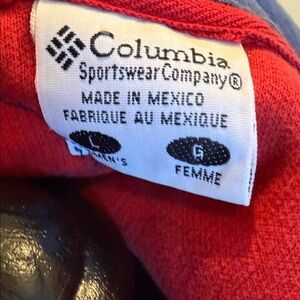 Columbia
Sportswear Company®
MADE IN MEXICO
FABRIQUE AU MEXIQUE
L G
FEMME